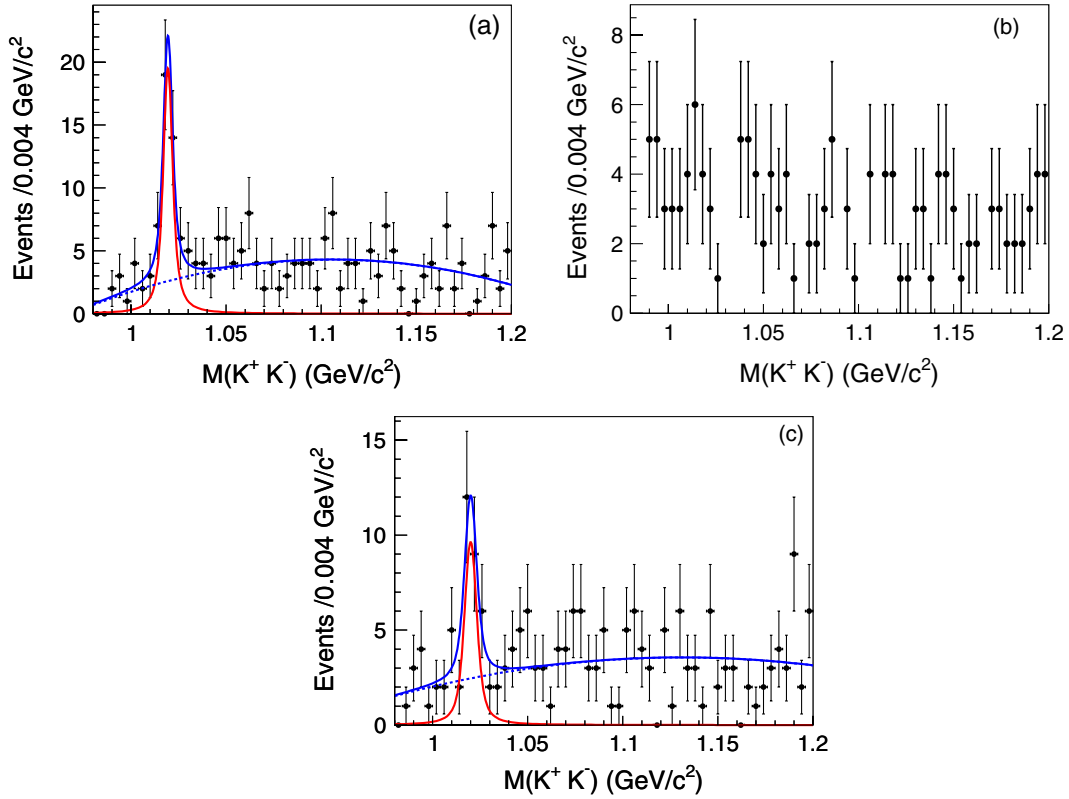 (a)
Events /0.004 GeV/c²
20
15
10
5
0
1 1.05 1.1 1.15 1.2
M(K⁺ K⁻) (GeV/c²)
(b)
Events /0.004 GeV/c²
8
6
4
2
0
1 1.05 1.1 1.15 1.2
M(K⁺ K⁻) (GeV/c²)
(c)
Events /0.004 GeV/c²
15
10
5
0
1 1.05 1.1 1.15 1.2
M(K⁺ K⁻) (GeV/c²)